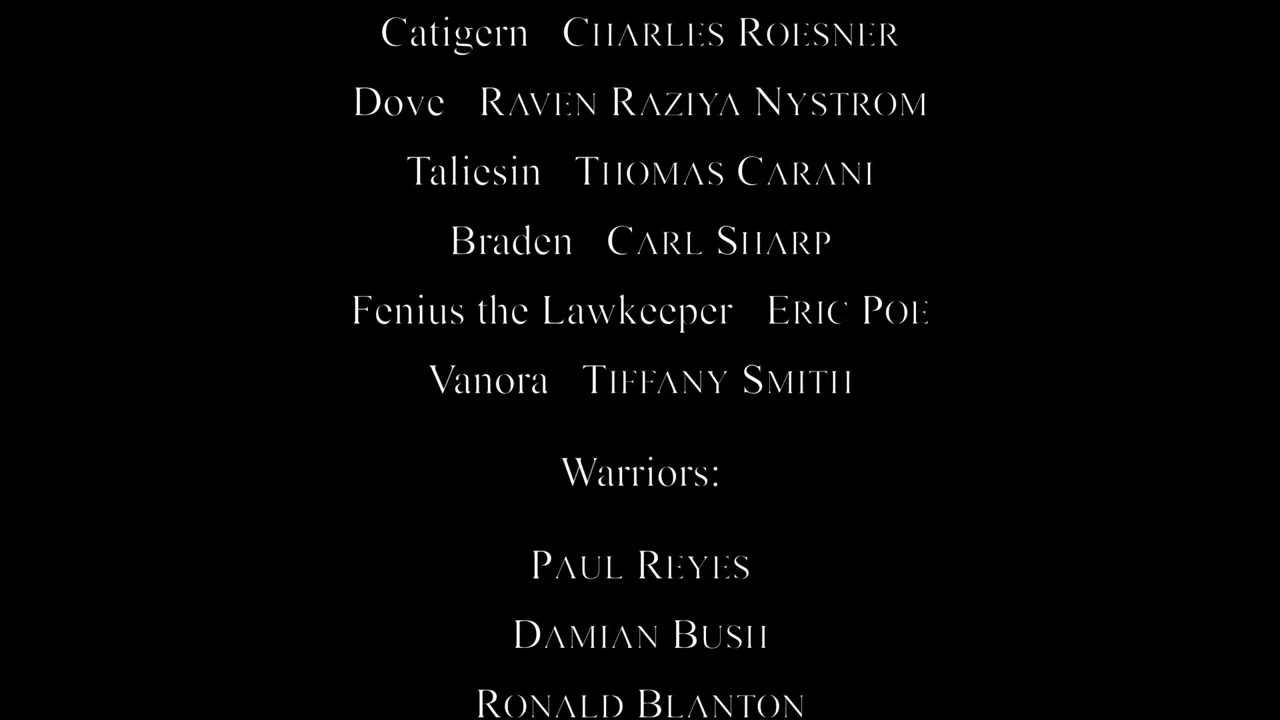 Catigern Charles Roesner
Dove Raven Raziya Nystrom
Taliesin Thomas Carani
Braden Carl Sharp
Fenius the Lawkeeper Eric Poe
Vanora Tiffany Smith
Warriors:
Paul Reyes
Damian Bush
Ronald Blanton